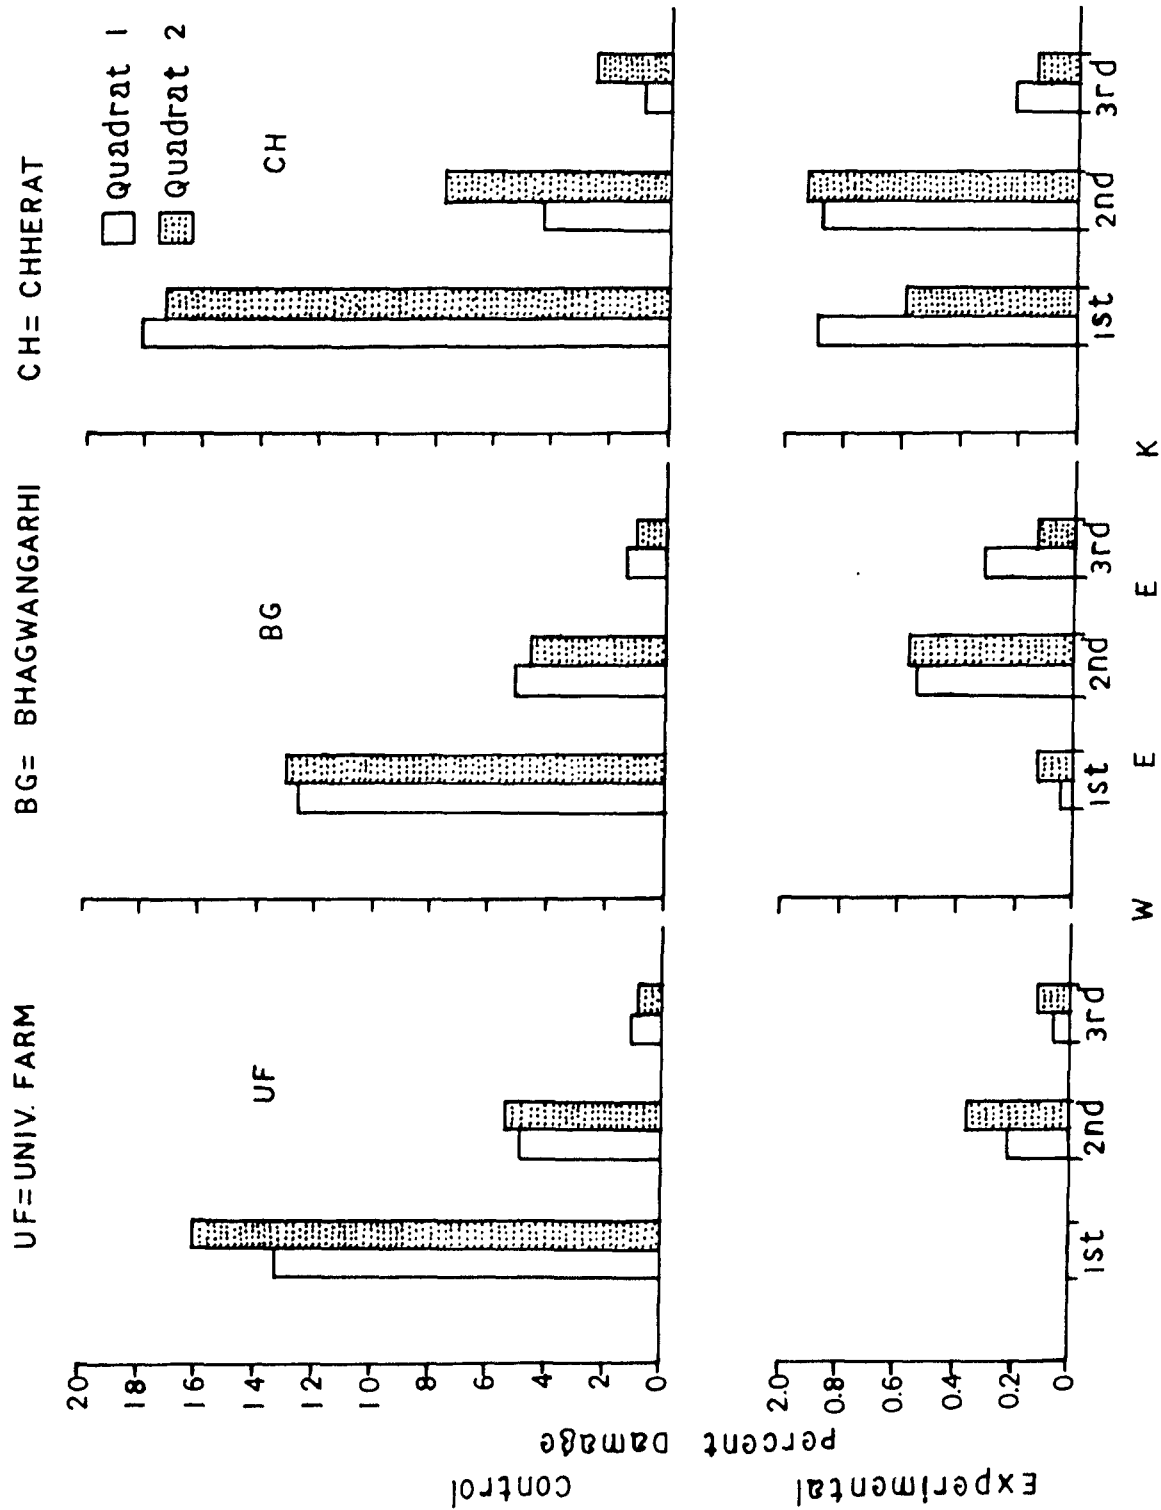 UF=UNIV. FARM BG= BHAGWANGARHI CH= CHHERAT
Quadrat 1
Quadrat 2
UF
BG
CH
20
18
16
14
12
10
8
6
4
2
0
2.0
0.8
0.6
0.4
0.2
0
Control
Experimental
percent Damage
1st 2nd 3rd 1st 2nd 3rd 1st 2nd 3rd
W E E K